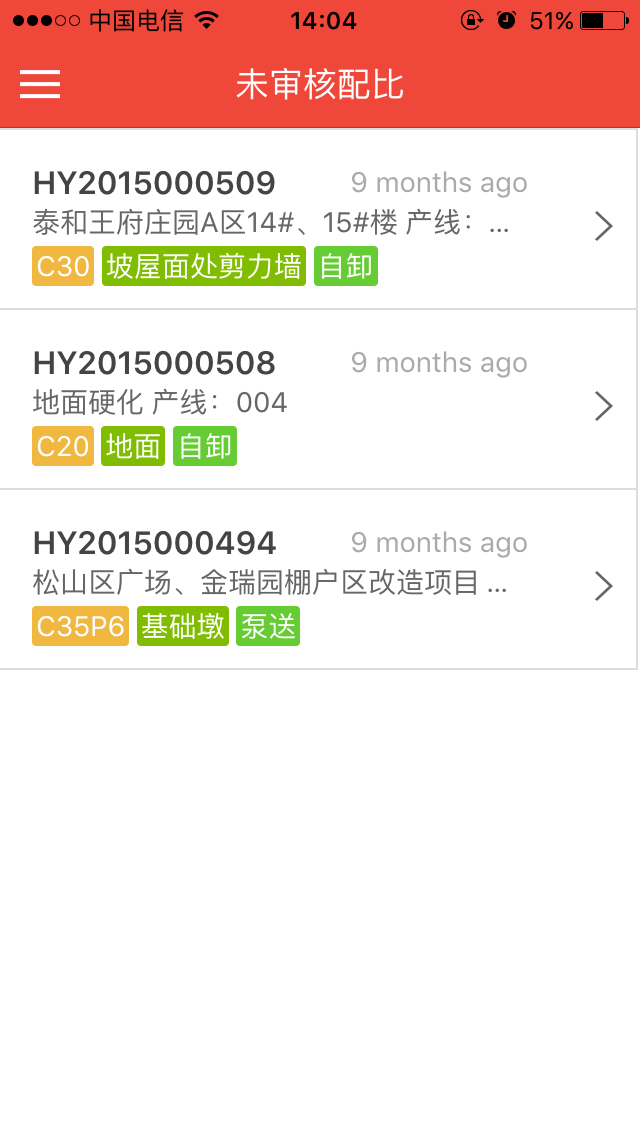 中国电信 14:04 51%
未审核配比
HY2015000509 9 months ago
泰和王府庄园A区14#、15#楼 产线：...
C30 坡屋面处剪力墙 自卸
HY2015000508 9 months ago
地面硬化 产线：004
C20 地面 自卸
HY2015000494 9 months ago
松山区广场、金瑞园棚户区改造项目 ...
C35P6 基础墩 泵送